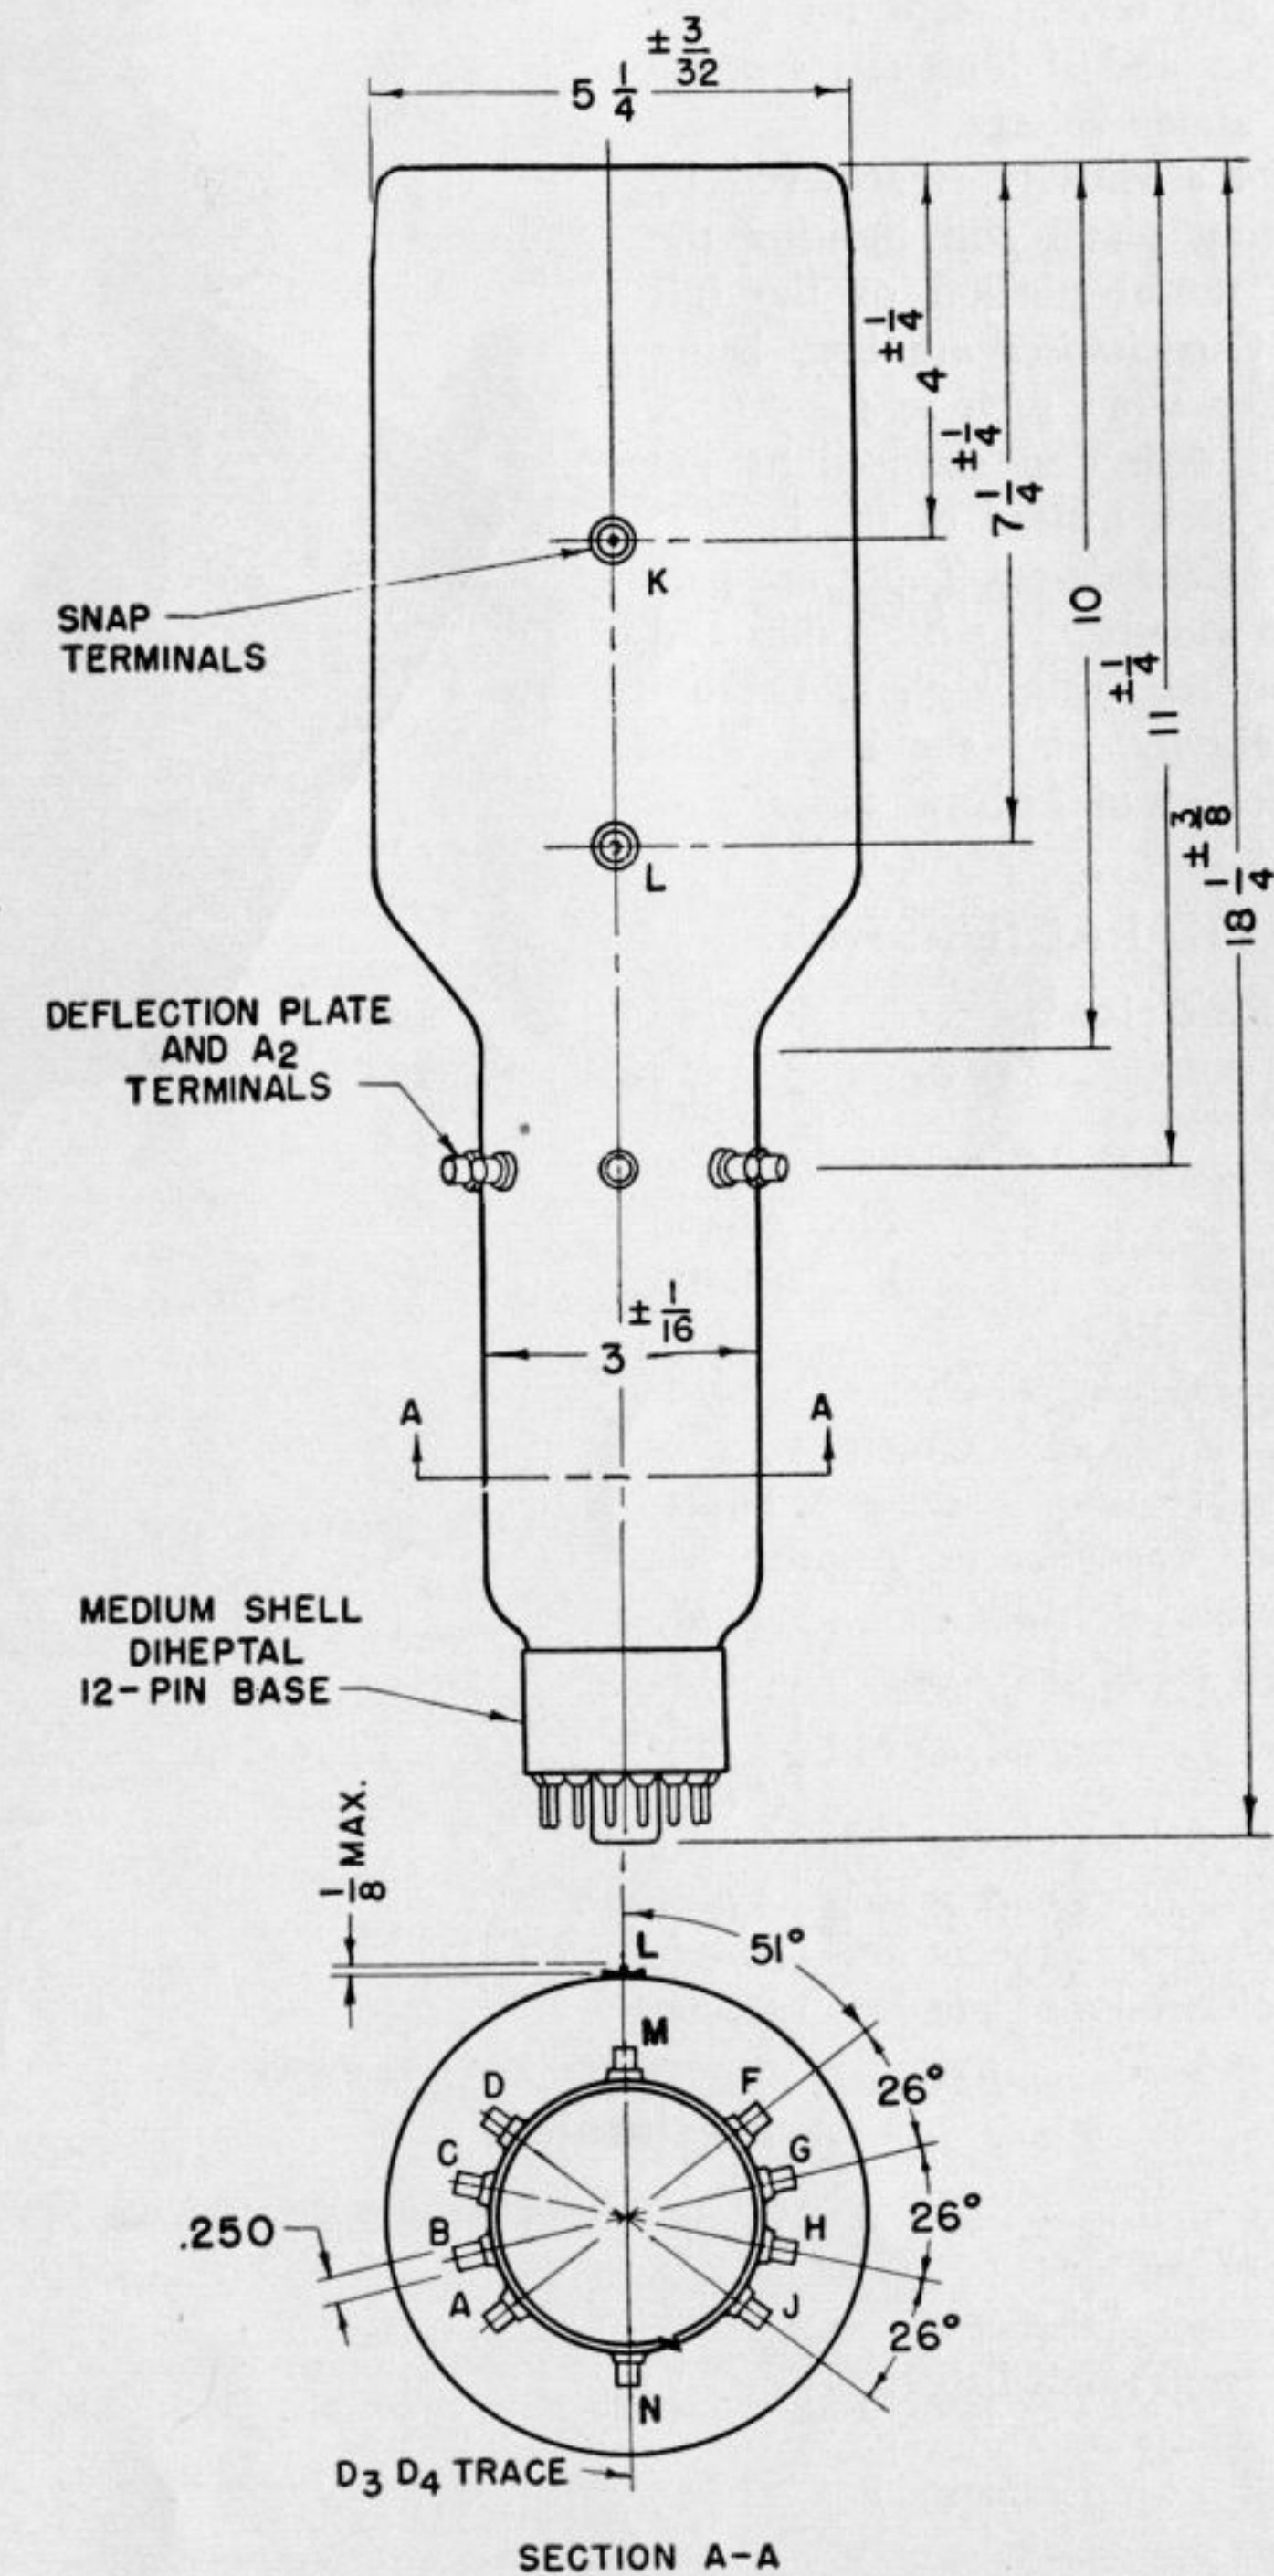 5 1/4 ± 3/32
± 1/4
4
± 1/4
7 1/4
10
± 1/4
11
± 3/8
18 1/4
K
SNAP
TERMINALS
L
DEFLECTION PLATE
AND A2
TERMINALS
3 ± 1/16
A
A
MEDIUM SHELL
DIHEPTAL
12-PIN BASE
1/8 MAX.
L
51°
M
D
F
26°
C
G
B
H
26°
.250
A
J
26°
N
D3 D4 TRACE
SECTION A-A